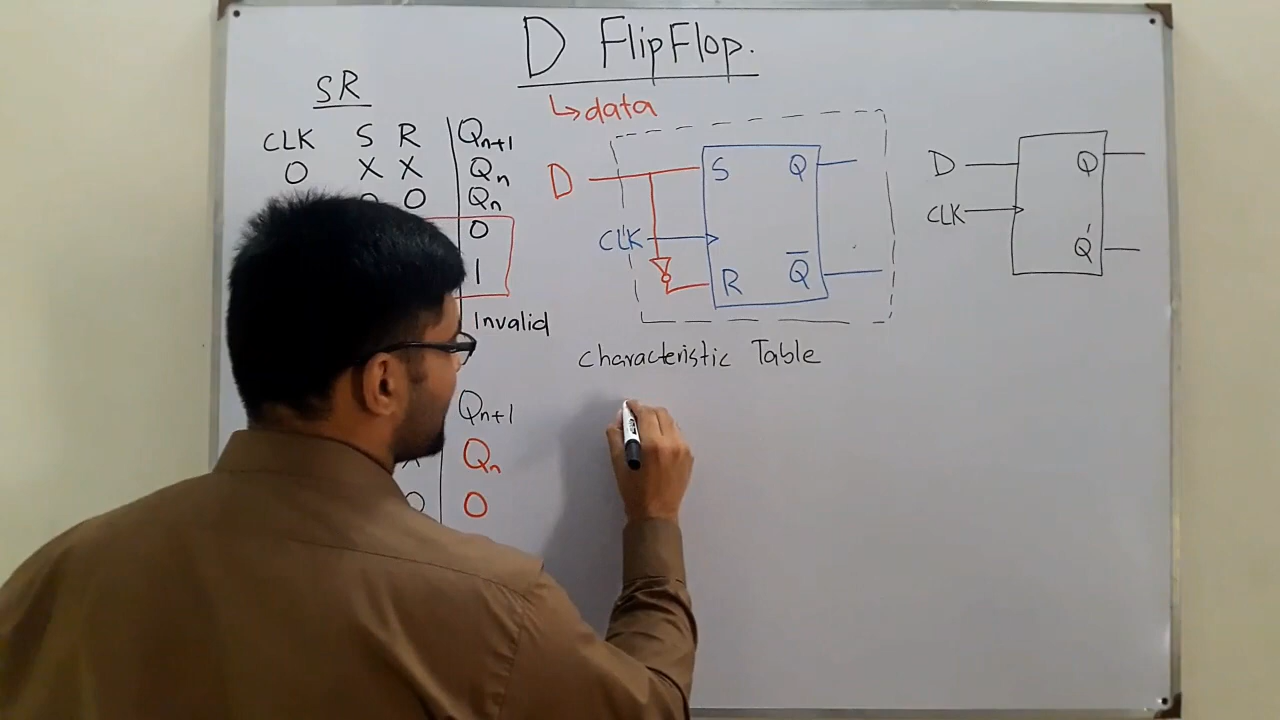 D FlipFlop.
↳data
SR
CLK S R Qn+1
0 X X Qn
0 Qn
0
1
Invalid
D S Q
CLK
R Q̅
D Q
CLK
Q'
Characteristic Table
Qn+1
Qn
0 0